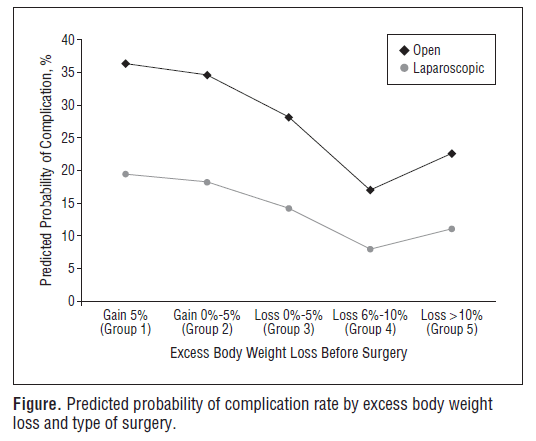 40
35
30
25
20
15
10
5
0
Predicted Probability of Complication, %
Open
Laparoscopic
Gain 5% Gain 0%-5% Loss 0%-5% Loss 6%-10% Loss >10%
(Group 1) (Group 2) (Group 3) (Group 4) (Group 5)
Excess Body Weight Loss Before Surgery
Figure. Predicted probability of complication rate by excess body weight
loss and type of surgery.